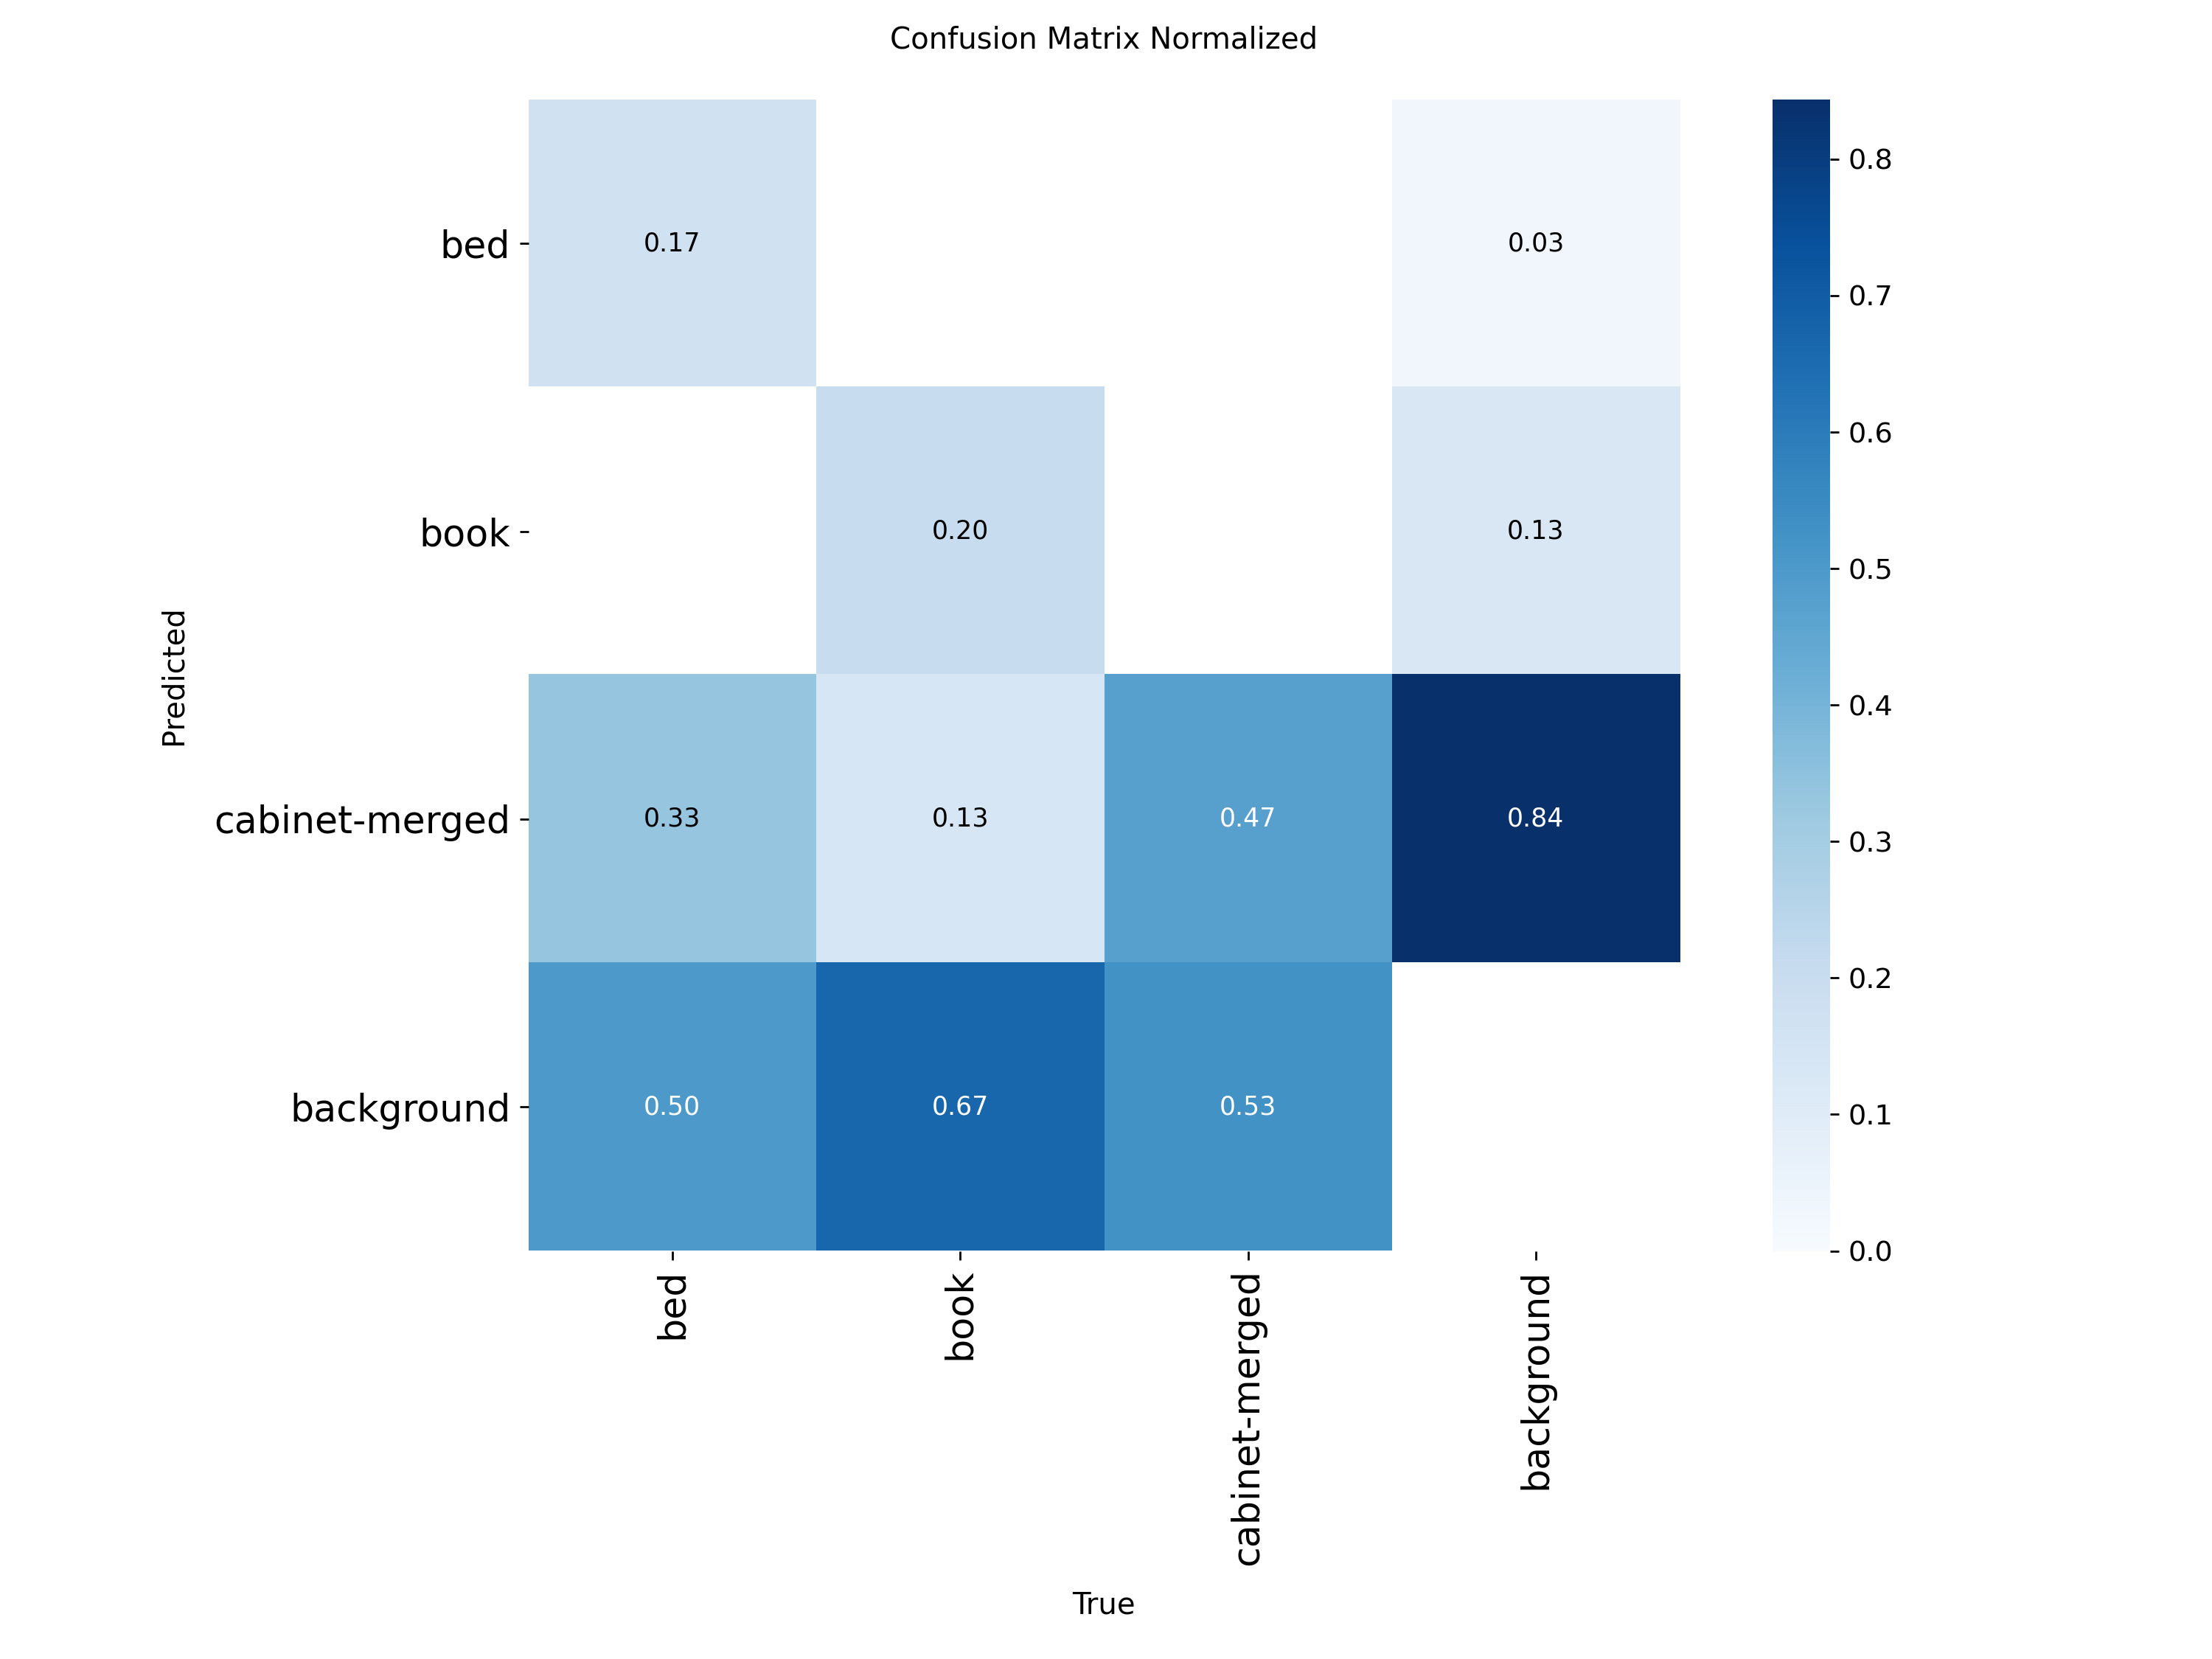 Confusion Matrix Normalized
bed
0.17
0.03
book
0.20
0.13
cabinet-merged
0.33
0.13
0.47
0.84
background
0.50
0.67
0.53
Predicted
bed
book
cabinet-merged
background
True
0.8
0.7
0.6
0.5
0.4
0.3
0.2
0.1
0.0